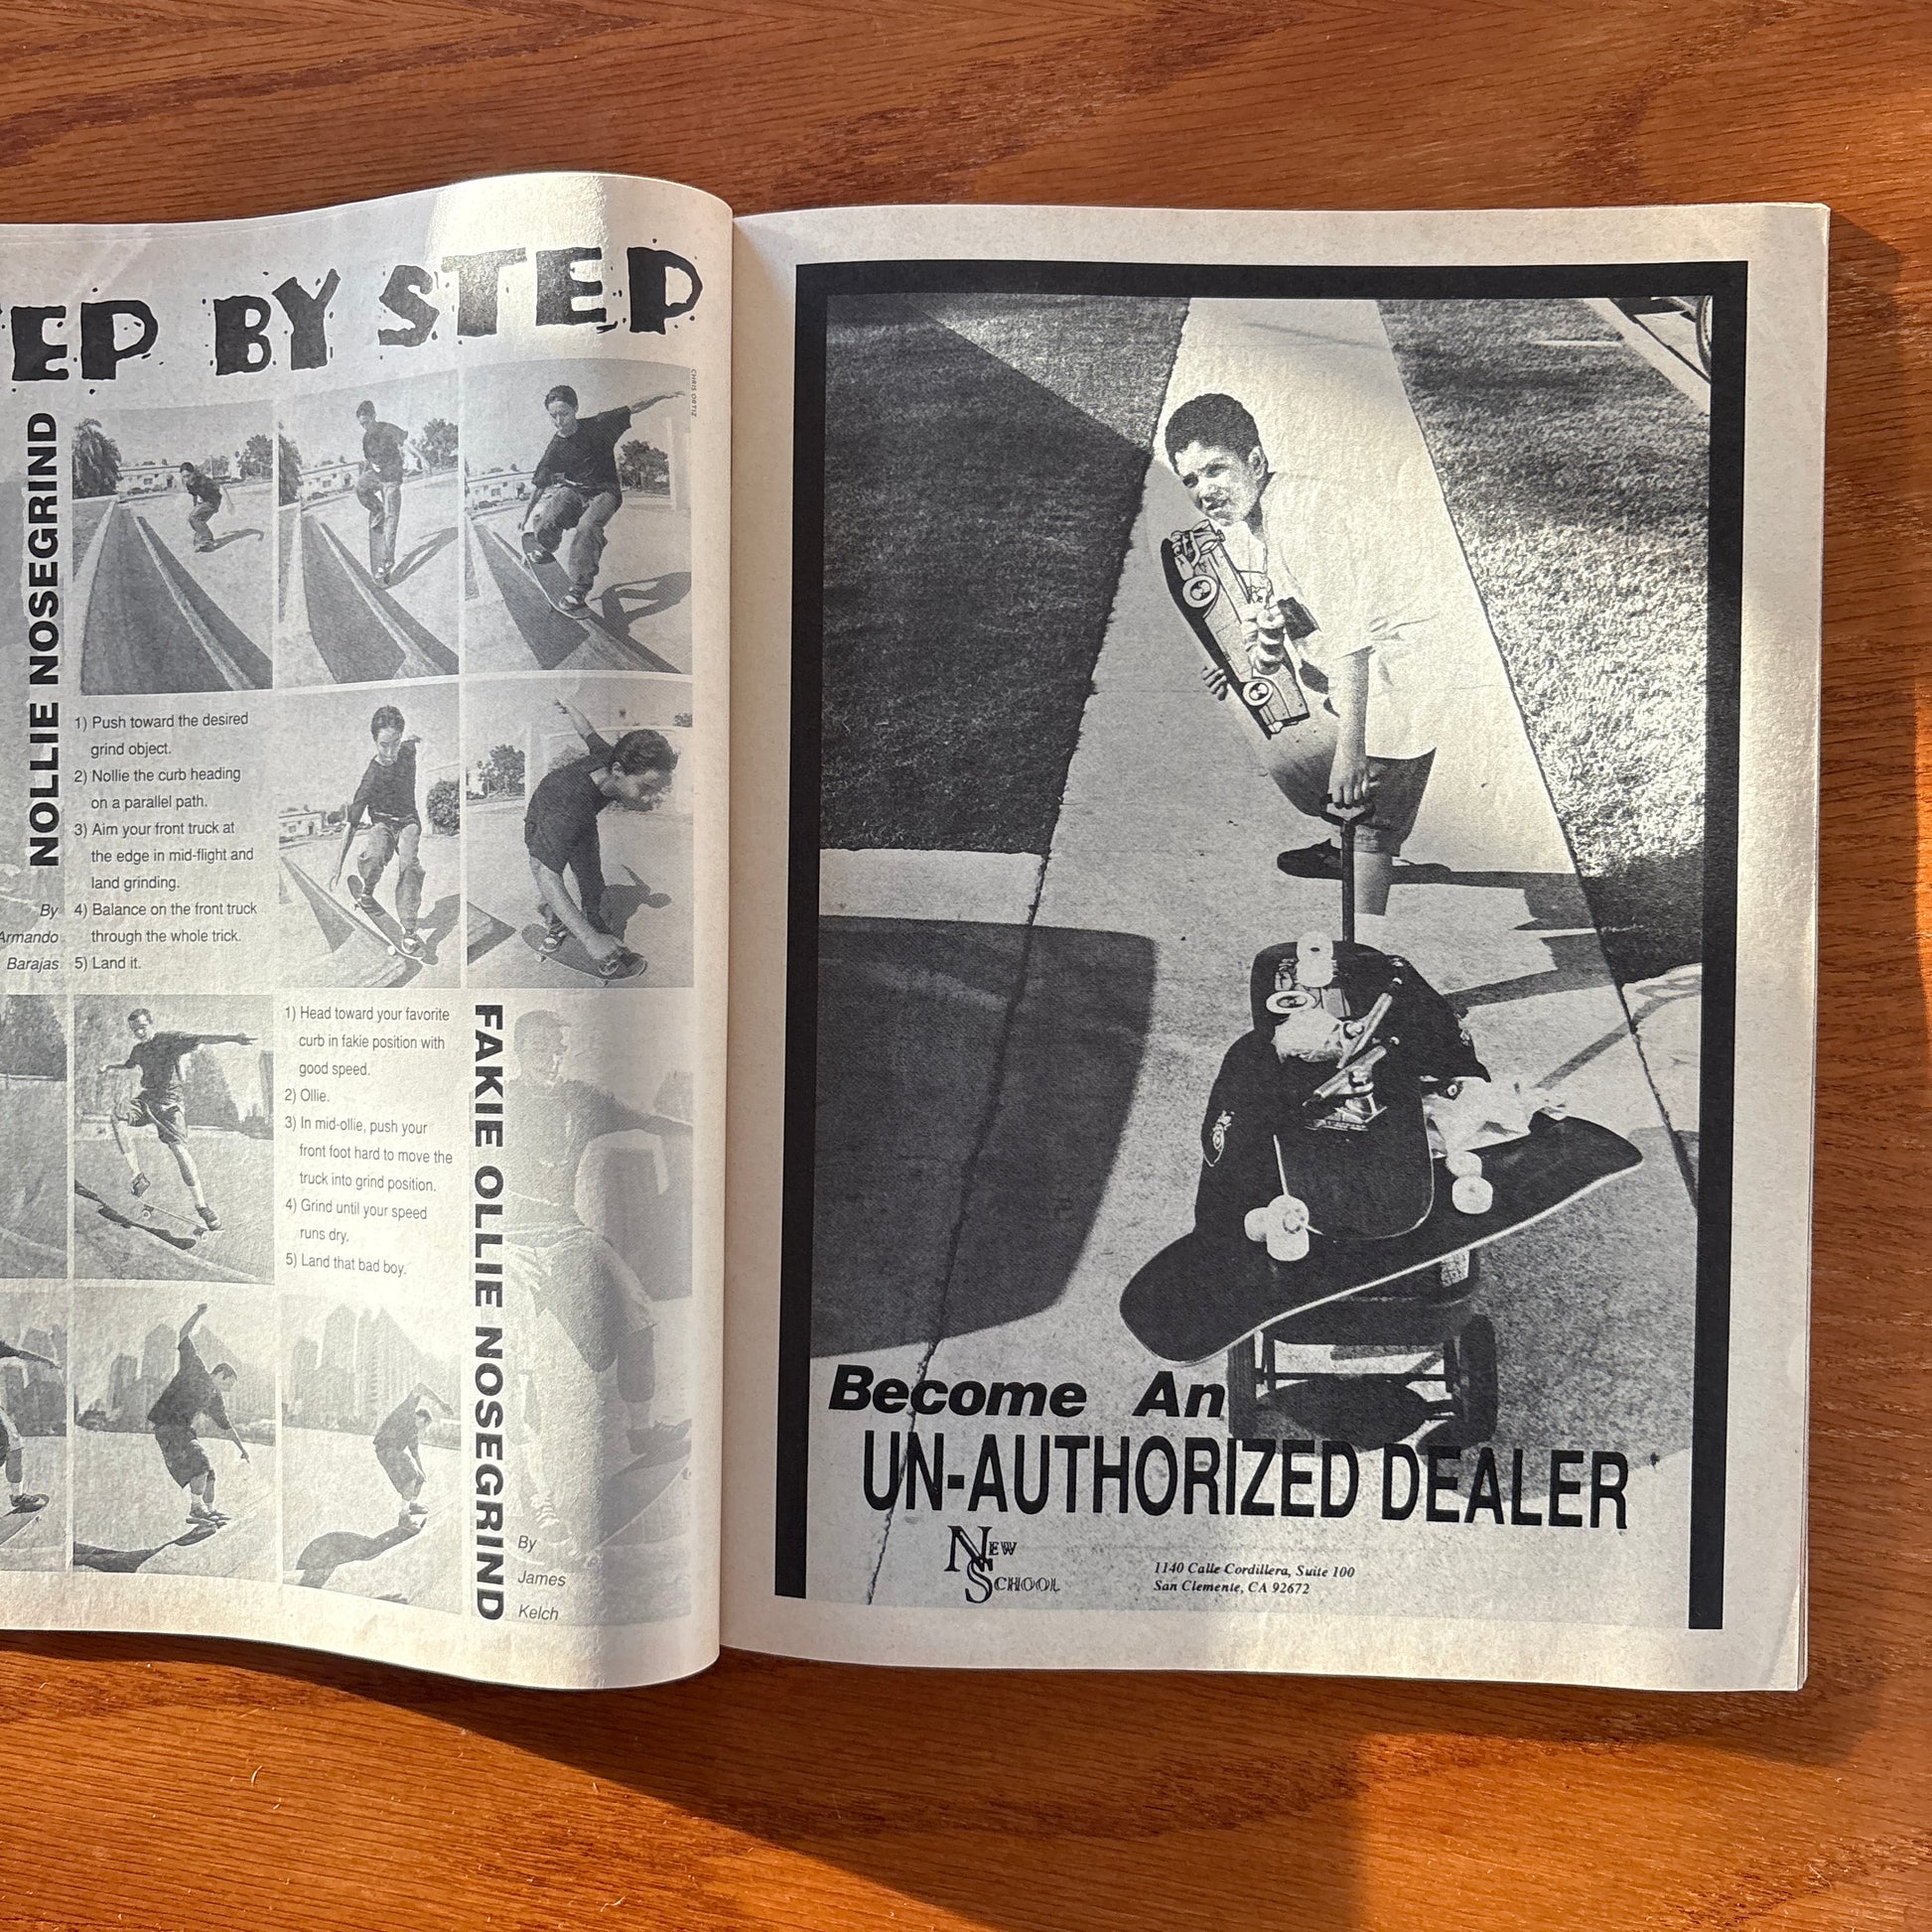 TEP BY STEP
CHRIS ORTIZ
NOLLIE NOSEGRIND
By
Armando
Barajas
1) Push toward the desired
grind object.
2) Nollie the curb heading
on a parallel path.
3) Aim your front truck at
the edge in mid-flight and
land grinding.
4) Balance on the front truck
through the whole trick.
5) Land it.
1) Head toward your favorite
curb in fakie position with
good speed.
2) Ollie.
3) In mid-ollie, push your
front foot hard to move the
truck into grind position.
4) Grind until your speed
runs dry.
5) Land that bad boy.
FAKIE OLLIE NOSEGRIND
By
James
Kelch
Become An
UN-AUTHORIZED DEALER
NEW
SCHOOL
1140 Calle Cordillera, Suite 100
San Clemente, CA 92672